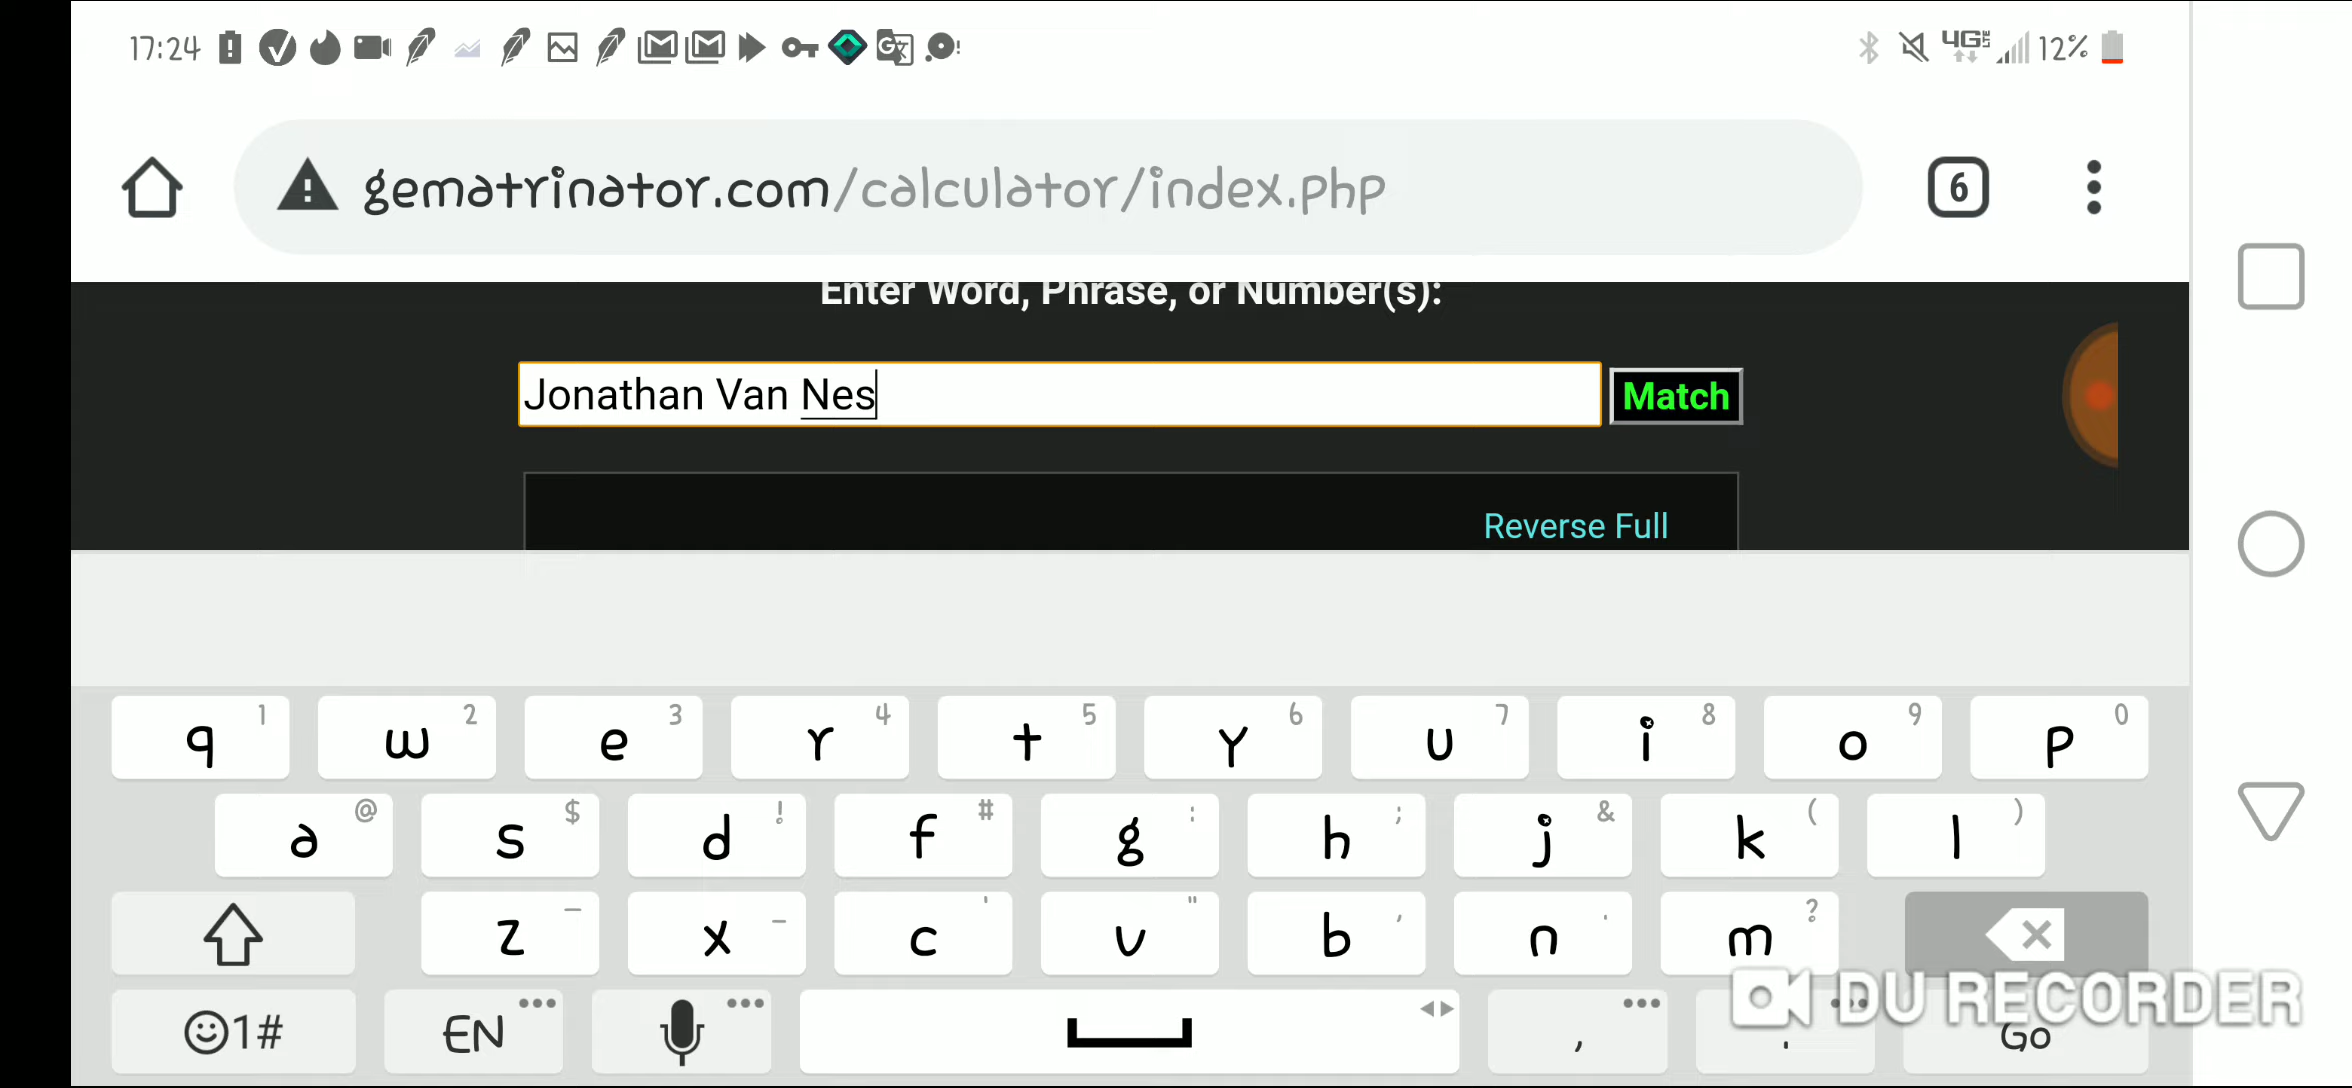 17:24
4G LTE 12%
gematrinator.com/calculator/index.php
6
Enter Word, Phrase, or Number(s):
Jonathan Van Nes Match
Reverse Full
1 2 3 4 5 6 7 8 9 0
q w e r t y u i o p
@ $ ! # : ; & ( )
a s d f g h j k l
— - ' " , . ?
z x c v b n m
DU RECORDER
1# EN , . Go